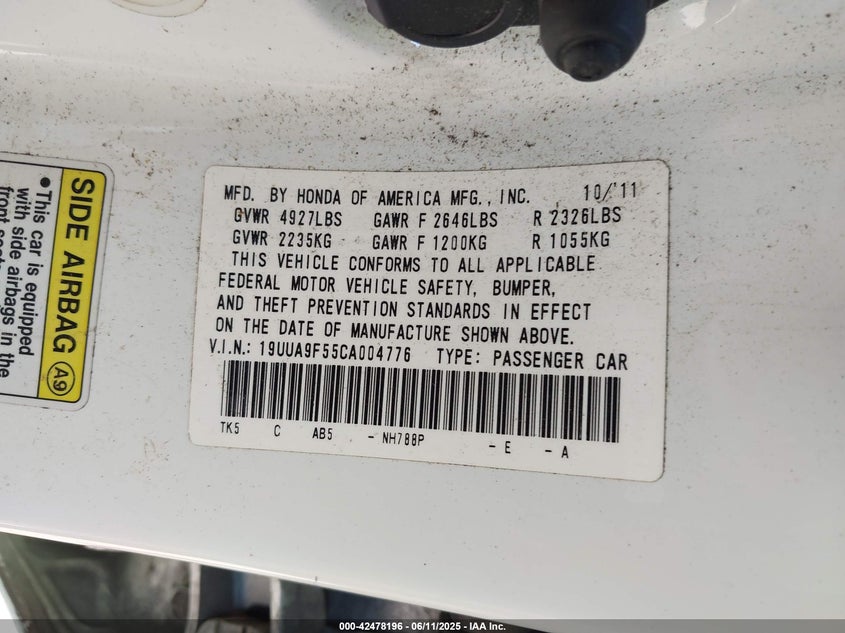 MFD. BY HONDA OF AMERICA MFG., INC. 10/'11
GVWR 4927LBS GAWR F 2646LBS R 2326LBS
GVWR 2235KG GAWR F 1200KG R 1055KG
THIS VEHICLE CONFORMS TO ALL APPLICABLE
FEDERAL MOTOR VEHICLE SAFETY, BUMPER,
AND THEFT PREVENTION STANDARDS IN EFFECT
ON THE DATE OF MANUFACTURE SHOWN ABOVE.
V.I.N.: 19UUA9F55CA004776 TYPE: PASSENGER CAR
TK5 C AB5 - NH788P - E - A
SIDE AIRBAG A9
•This car is equipped
with side airbags in the
front seats
000-42478196 - 06/11/2025 - IAA Inc.